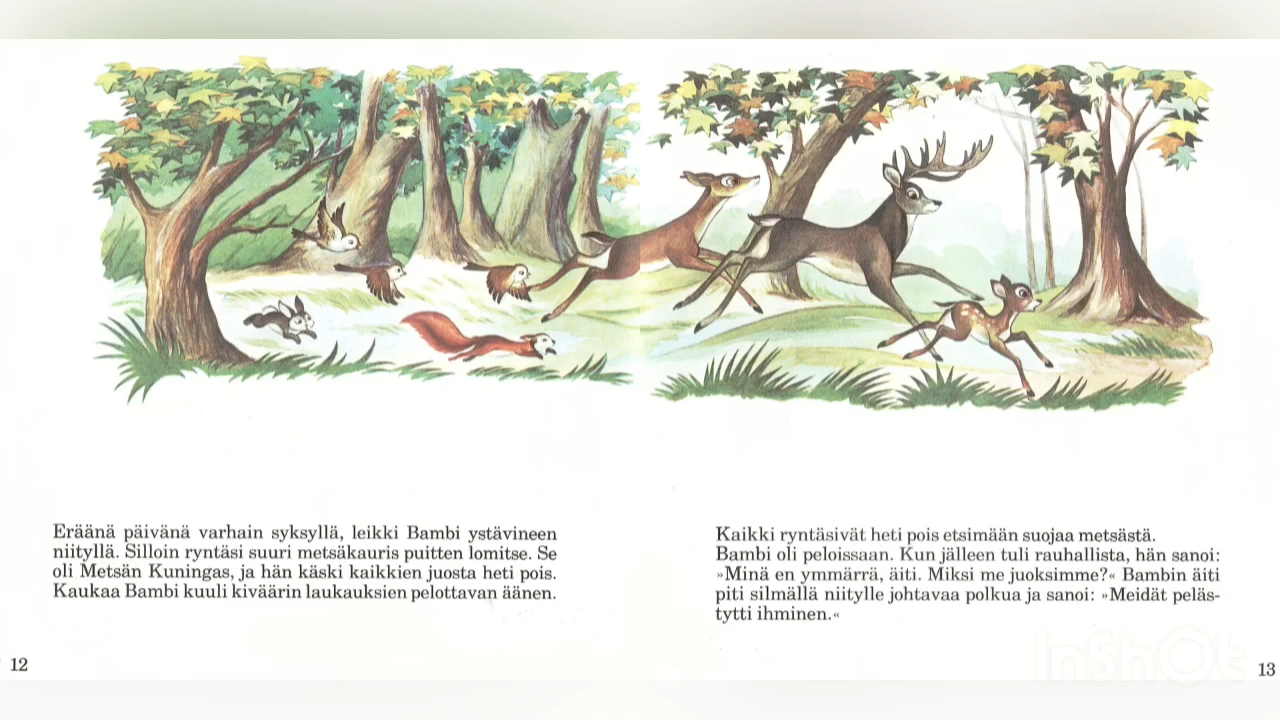 Eräänä päivänä varhain syksyllä, leikki Bambi ystävineen
niityllä. Silloin ryntäsi suuri metsäkauris puitten lomitse. Se
oli Metsän Kuningas, ja hän käski kaikkien juosta heti pois.
Kaukaa Bambi kuuli kiväärin laukauksien pelottavan äänen.
12
Kaikki ryntäsivät heti pois etsimään suojaa metsästä.
Bambi oli peloissaan. Kun jälleen tuli rauhallista, hän sanoi:
»Minä en ymmärrä, äiti. Miksi me juoksimme?« Bambin äiti
piti silmällä niitylle johtavaa polkua ja sanoi: »Meidät peläs-
tytti ihminen.«
InShOt
13